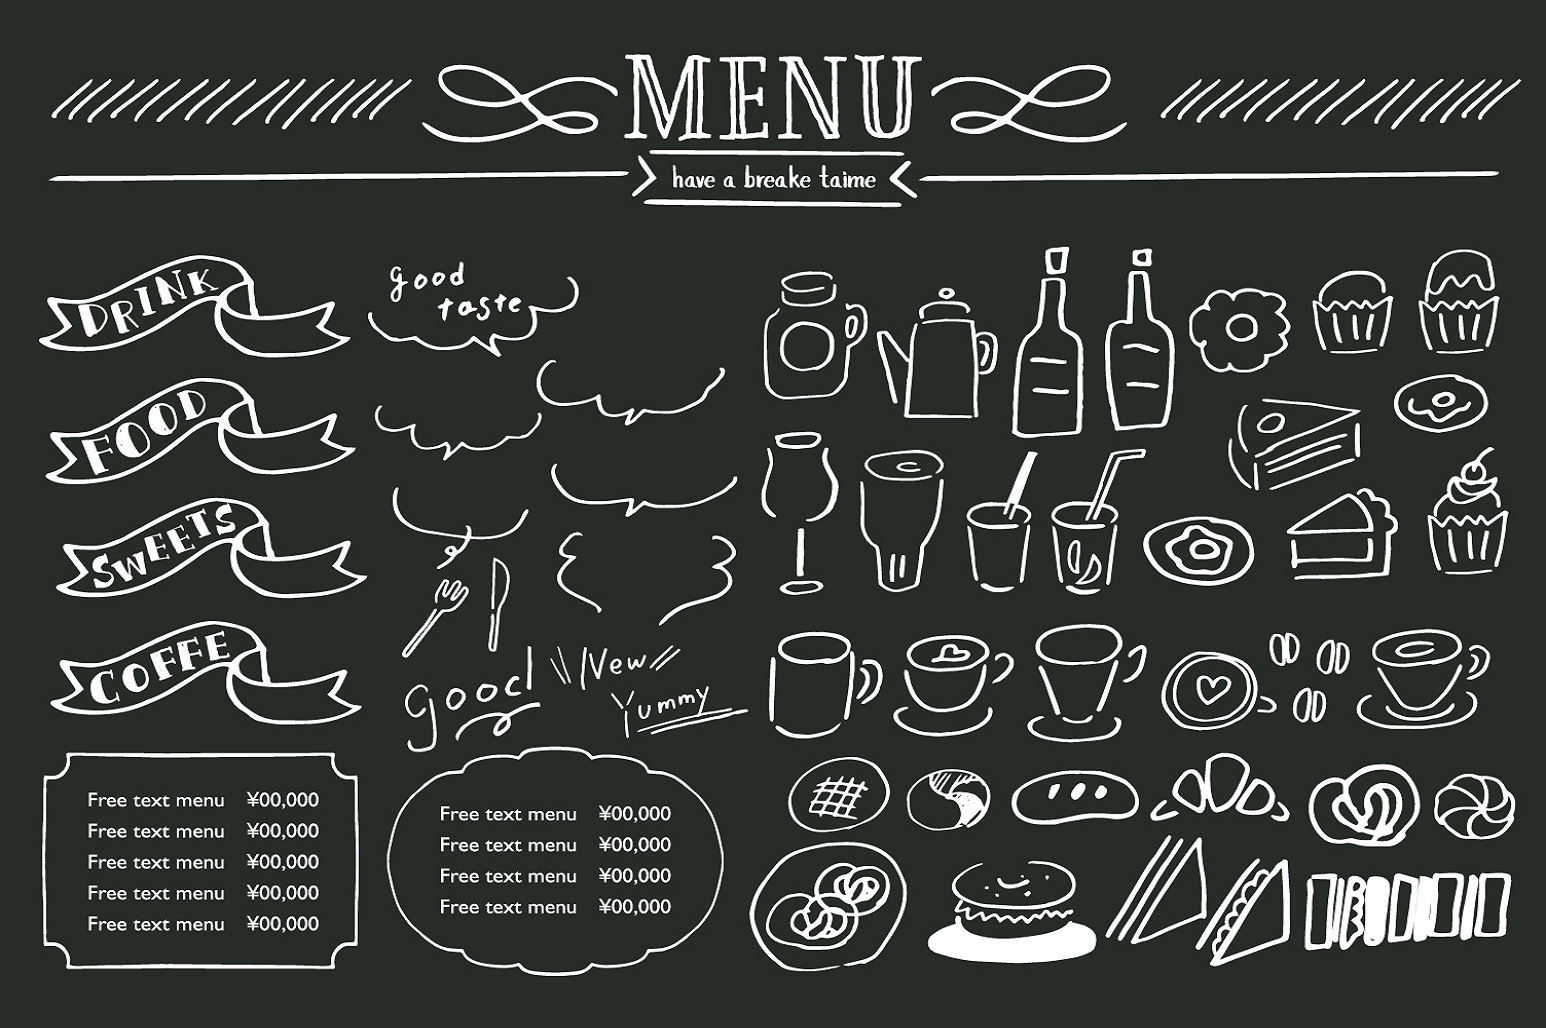 MENU
have a breake taime
DRINK
good
taste
FOOD
SWEETS
COFFE
good
New
Yummy
Free text menu ¥00,000
Free text menu ¥00,000
Free text menu ¥00,000
Free text menu ¥00,000
Free text menu ¥00,000
Free text menu ¥00,000
Free text menu ¥00,000
Free text menu ¥00,000
Free text menu ¥00,000